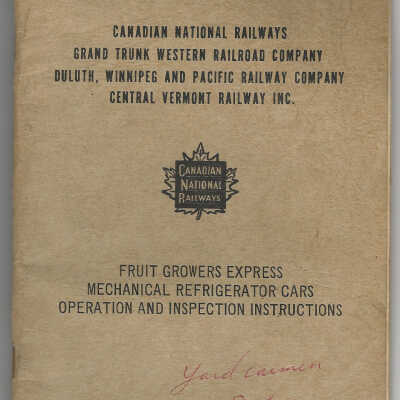 CANADIAN NATIONAL RAILWAYS
GRAND TRUNK WESTERN RAILROAD COMPANY
DULUTH, WINNIPEG AND PACIFIC RAILWAY COMPANY
CENTRAL VERMONT RAILWAY INC.
CANADIAN
NATIONAL
RAILWAYS
FRUIT GROWERS EXPRESS
MECHANICAL REFRIGERATOR CARS
OPERATION AND INSPECTION INSTRUCTIONS
Yard carmen